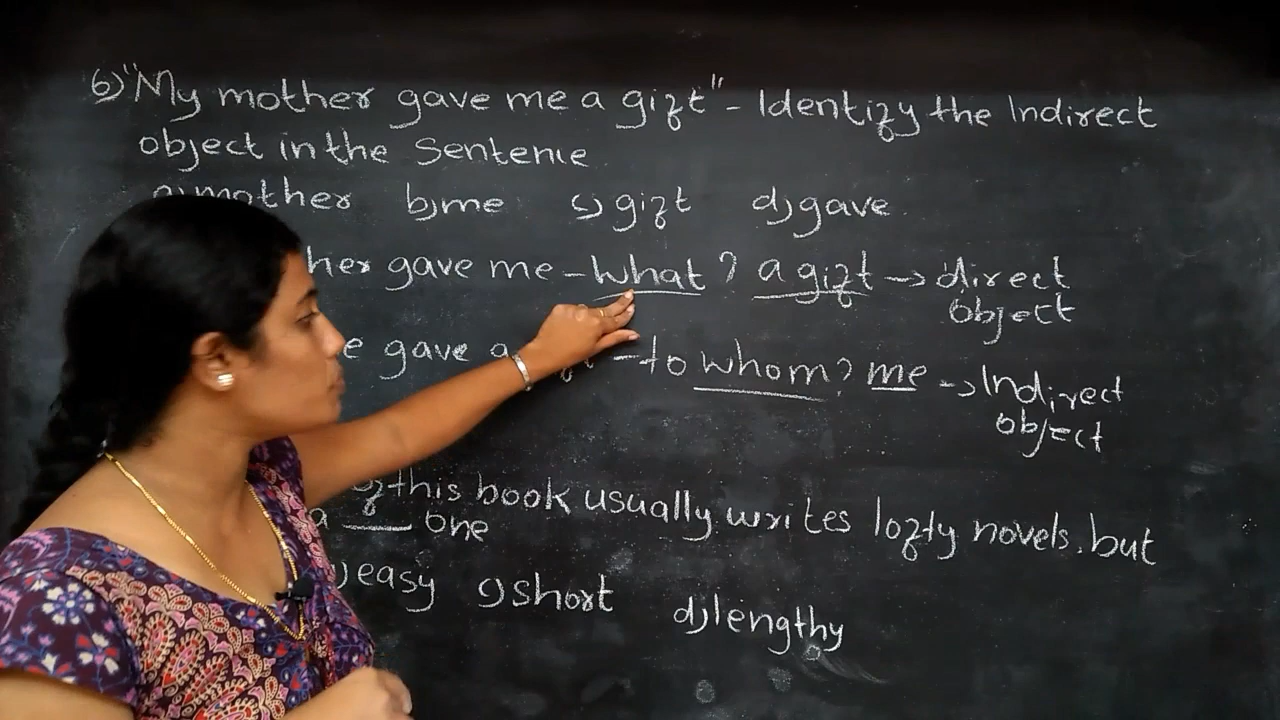 6) "My mother gave me a gift" - Identify the Indirect
object in the Sentence.
a) mother b) me c) gift d) gave.
her gave me - what? a gift → direct
object
e gave a - to whom? me → Indirect
object
this book usually writes lofty novels, but
a ___ one
easy c) short d) lengthy